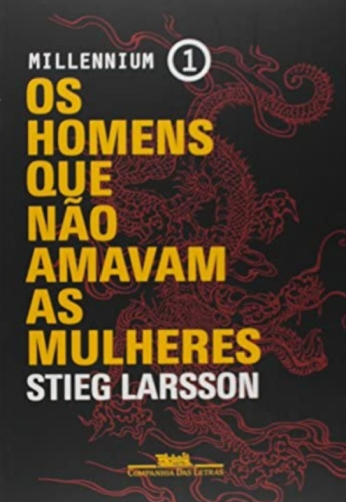 MILLENNIUM 1
OS
HOMENS
QUE
NÃO
AMAVAM
AS
MULHERES
STIEG LARSSON
COMPANHIA DAS LETRAS